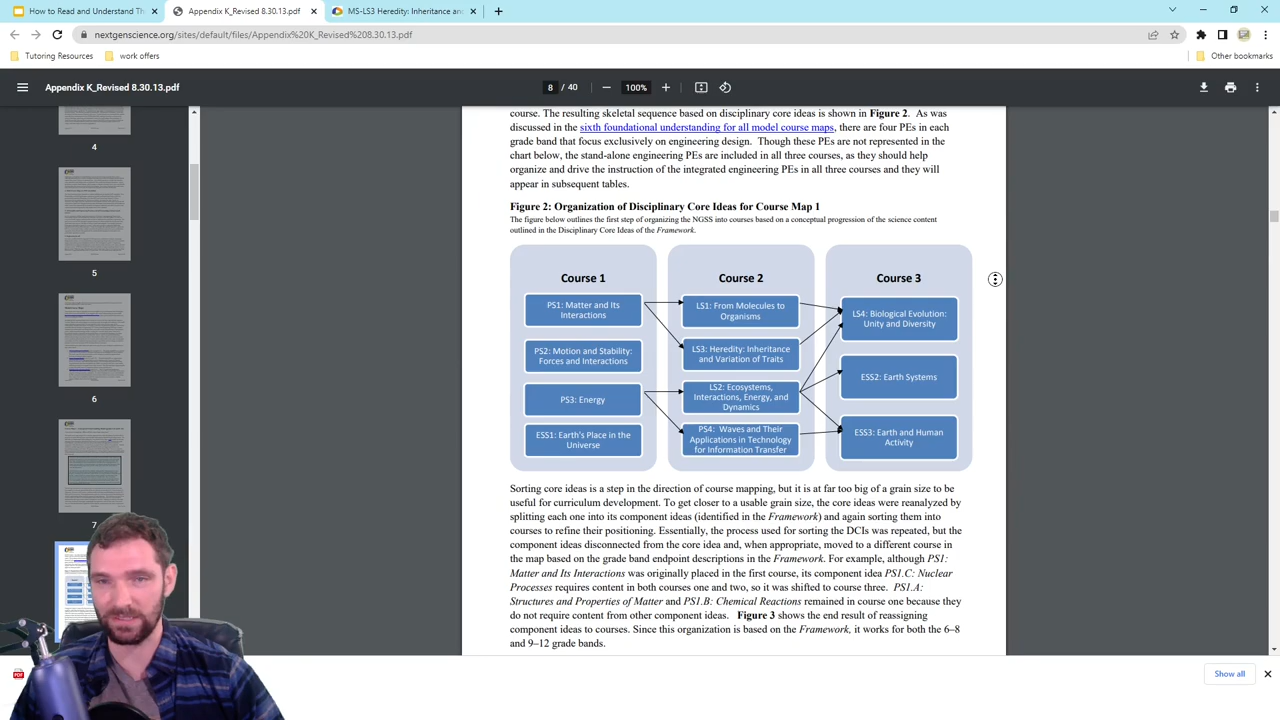 How to Read and Understand Th
Appendix K_Revised 8.30.13.pdf
MS-LS3 Heredity: Inheritance and
nextgenscience.org/sites/default/files/Appendix%20K_Revised%208.30.13.pdf
Tutoring Resources
work offers
Other bookmarks
Appendix K_Revised 8.30.13.pdf
8 / 40
100%
4
5
6
7
course. The resulting skeletal sequence based on disciplinary core ideas is shown in Figure 2. As was
discussed in the sixth foundational understanding for all model course maps, there are four PEs in each
grade band that focus exclusively on engineering design. Though these PEs are not represented in the
chart below, the stand-alone engineering PEs are included in all three courses, as they should help
organize and drive the instruction of the integrated engineering PEs in all three courses and they will
appear in subsequent tables.
Figure 2: Organization of Disciplinary Core Ideas for Course Map 1
The figure below outlines the first step of organizing the NGSS into courses based on a conceptual progression of the science content
outlined in the Disciplinary Core Ideas of the Framework.
Course 1
PS1: Matter and Its
Interactions
PS2: Motion and Stability:
Forces and Interactions
PS3: Energy
ESS1: Earth's Place in the
Universe
Course 2
LS1: From Molecules to
Organisms
LS3: Heredity: Inheritance
and Variation of Traits
LS2: Ecosystems,
Interactions, Energy, and
Dynamics
PS4: Waves and Their
Applications in Technology
for Information Transfer
Course 3
LS4: Biological Evolution:
Unity and Diversity
ESS2: Earth Systems
ESS3: Earth and Human
Activity
Sorting core ideas is a step in the direction of course mapping, but it is at far too big of a grain size to be
useful for curriculum development. To get closer to a usable grain size, the core ideas were reanalyzed by
splitting each one into its component ideas (identified in the Framework) and again sorting them into
courses to refine their positioning. Essentially, the process used for sorting the DCIs was repeated, but the
component ideas disconnected from the core idea and, when appropriate, moved to a different course in
the map based on the grade band endpoint descriptions in the Framework. For example, although PS1:
Matter and Its Interactions was originally placed in the first course, its component idea PS1.C: Nuclear
Processes requires content in both courses one and two, so it was shifted to course three. PS1.A:
Structures and Properties of Matter and PS1.B: Chemical Reactions remained in course one because they
do not require content from other component ideas. Figure 3 shows the end result of reassigning
component ideas to courses. Since this organization is based on the Framework, it works for both the 6–8
and 9–12 grade bands.
Show all